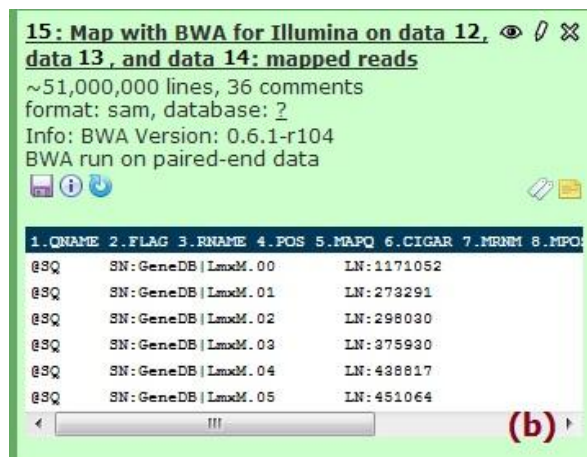 15: Map with BWA for Illumina on data 12,
data 13, and data 14: mapped reads
~51,000,000 lines, 36 comments
format: sam, database: ?
Info: BWA Version: 0.6.1-r104
BWA run on paired-end data
1.QNAME 2.FLAG 3.RNAME 4.POS 5.MAPQ 6.CIGAR 7.MRNM 8.MPO
@SQ SN:GeneDB|LmxM.00 LN:1171052
@SQ SN:GeneDB|LmxM.01 LN:273291
@SQ SN:GeneDB|LmxM.02 LN:298030
@SQ SN:GeneDB|LmxM.03 LN:375930
@SQ SN:GeneDB|LmxM.04 LN:438817
@SQ SN:GeneDB|LmxM.05 LN:451064
(b)